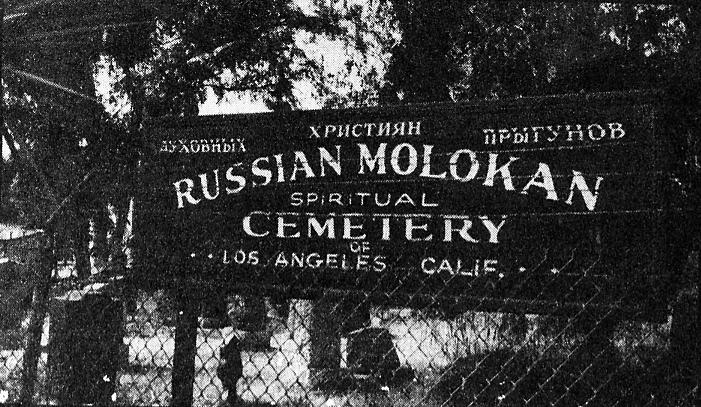 ДУХОВНЫХ ХРИСТИЯН ПРЫГУНОВ
RUSSIAN MOLOKAN
SPiRiTUAL
CEMETERY
OF
LOS ANGELES CALiF.